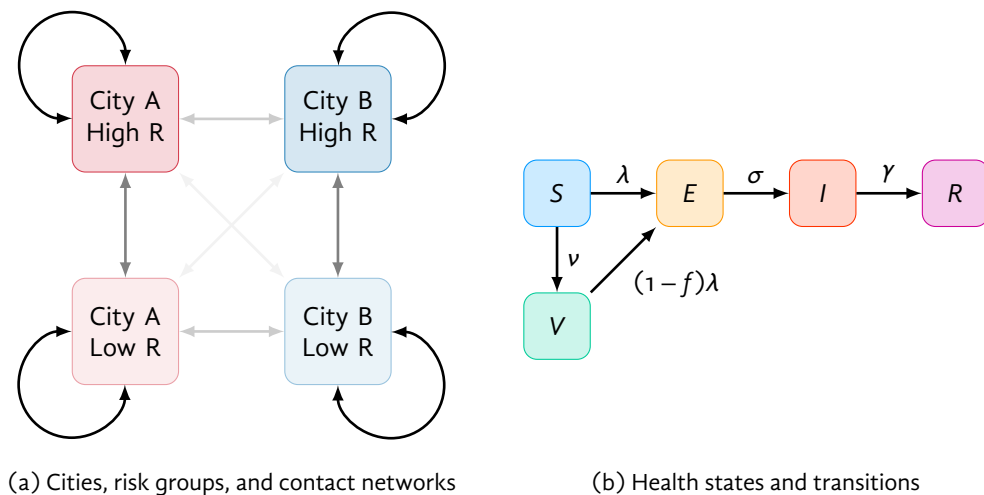 City A
High R
City B
High R
City A
Low R
City B
Low R
(a) Cities, risk groups, and contact networks
S
λ
E
σ
I
γ
R
ν
(1−f)λ
V
(b) Health states and transitions